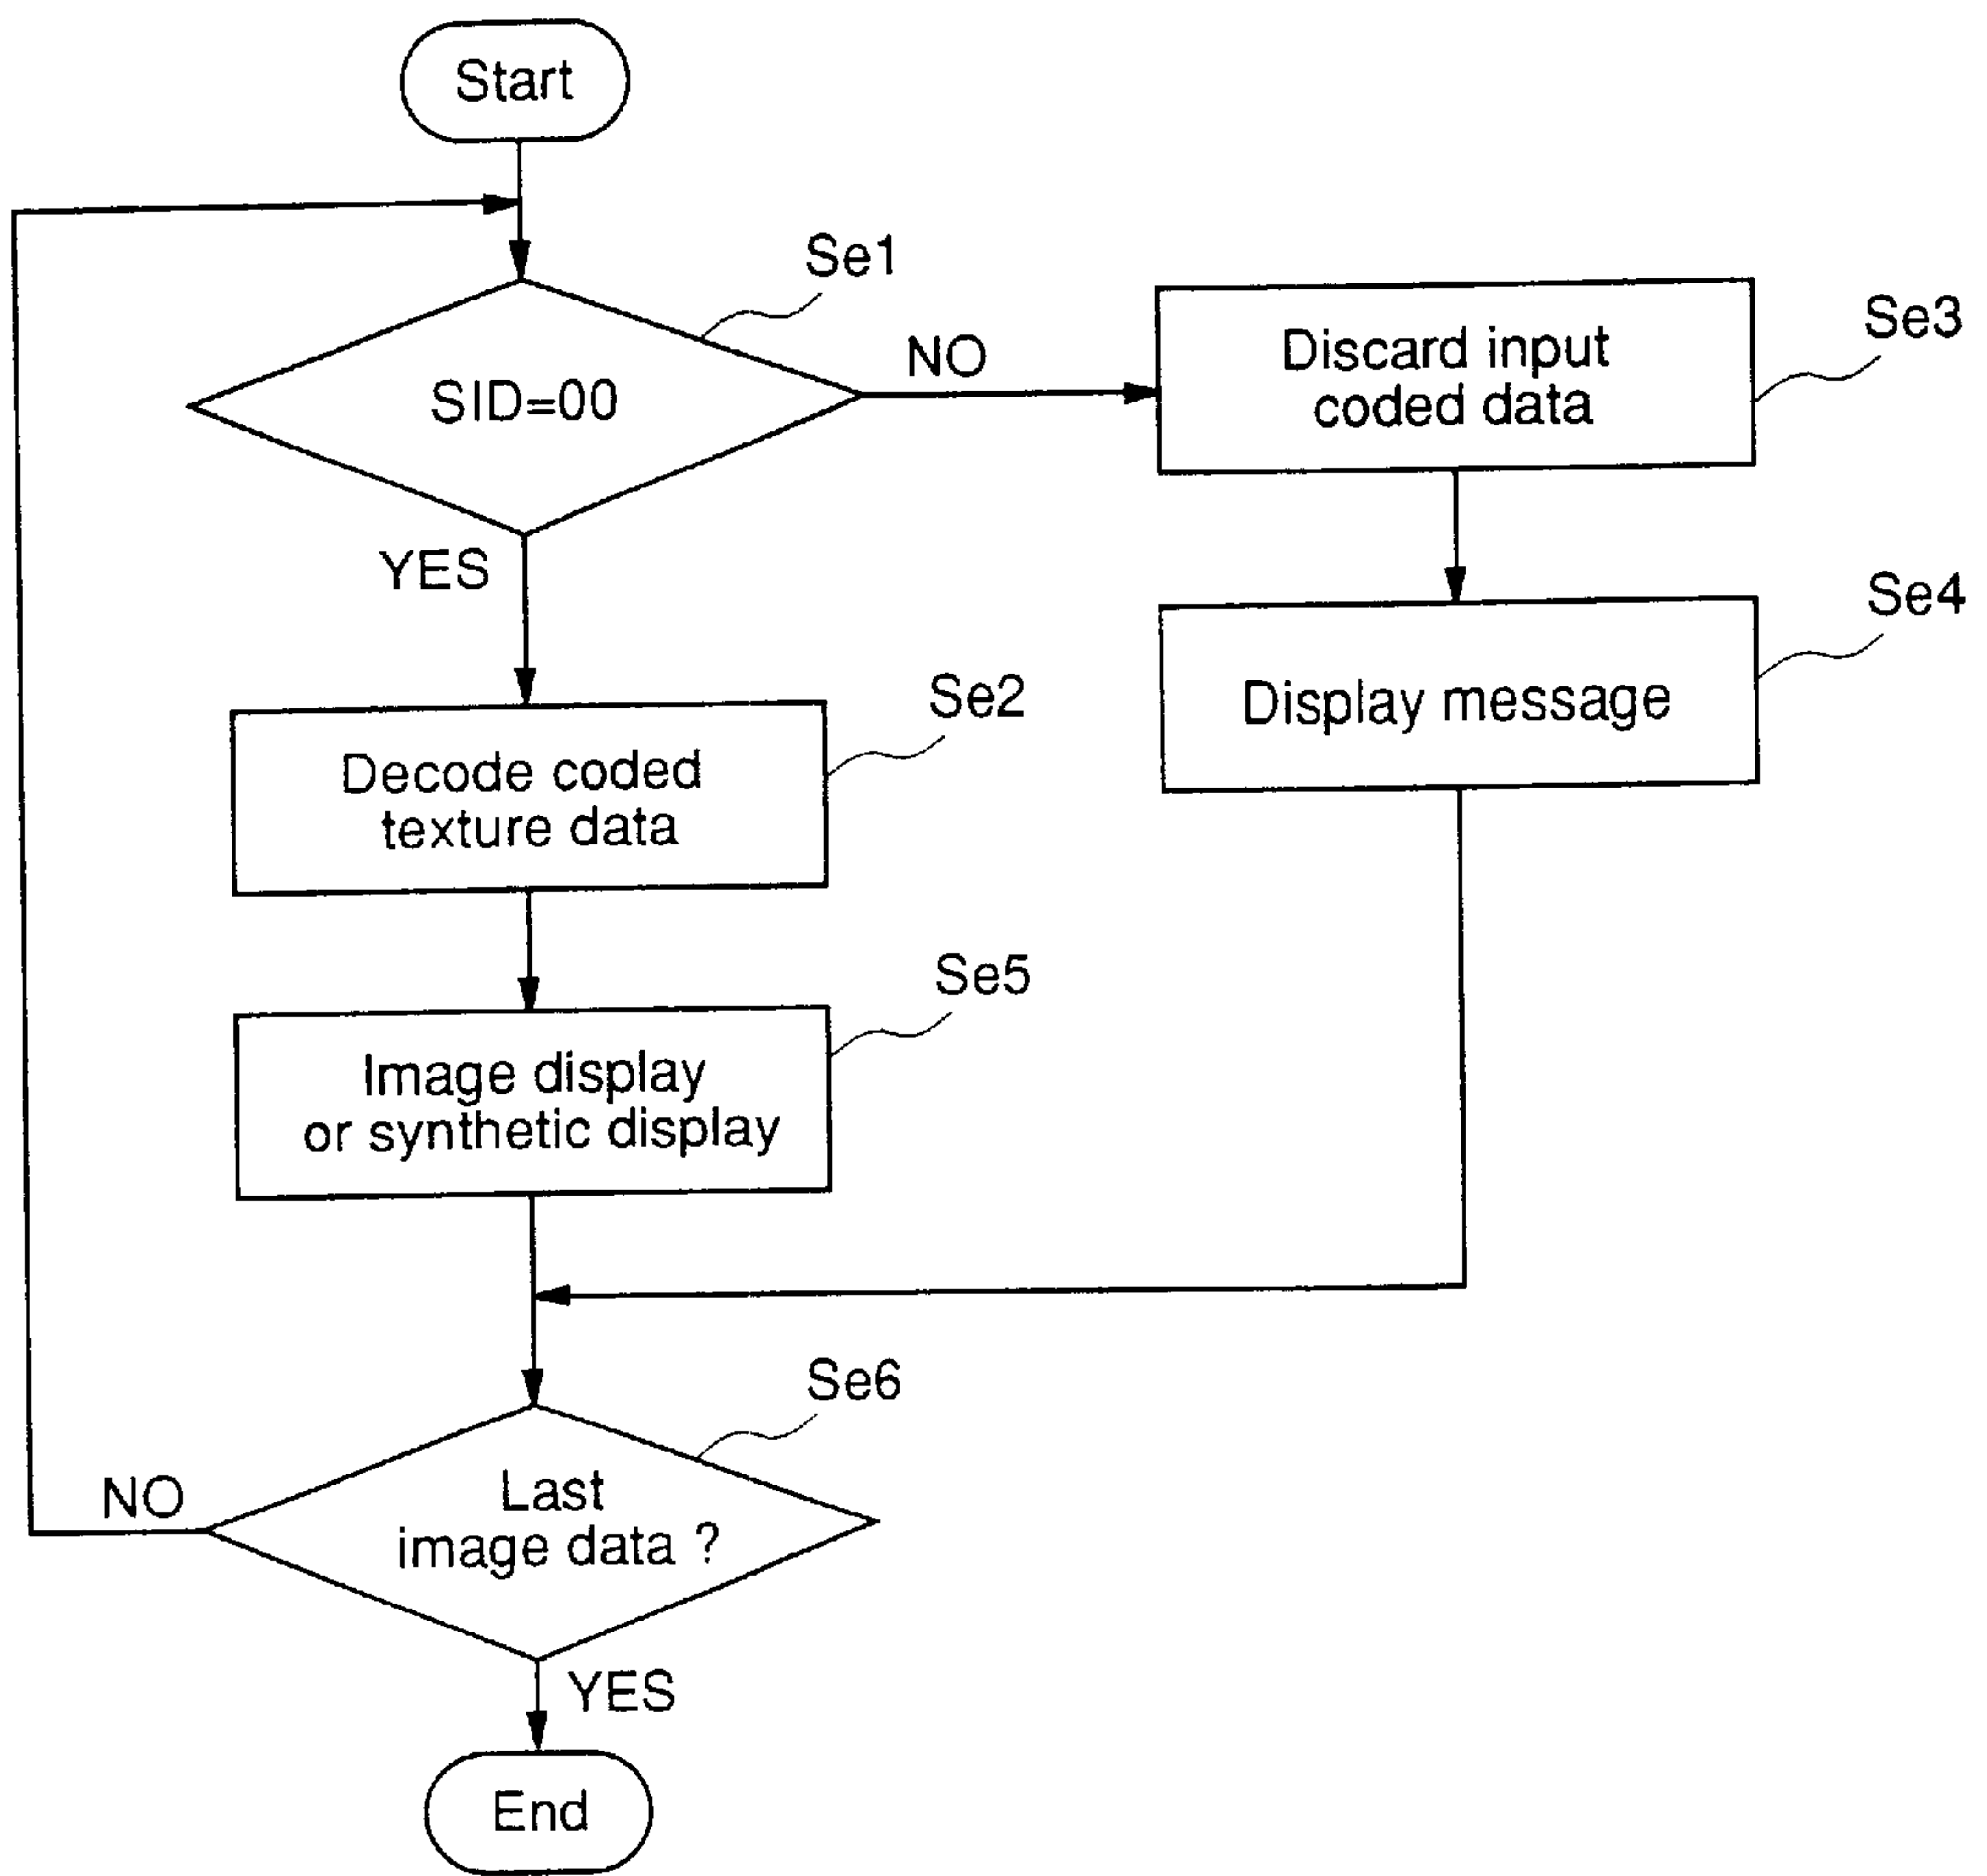 Start
Se1
SID=00
NO
Discard input
coded data
Se3
YES
Se4
Display message
Se2
Decode coded
texture data
Se5
Image display
or synthetic display
Se6
Last
image data ?
NO
YES
End